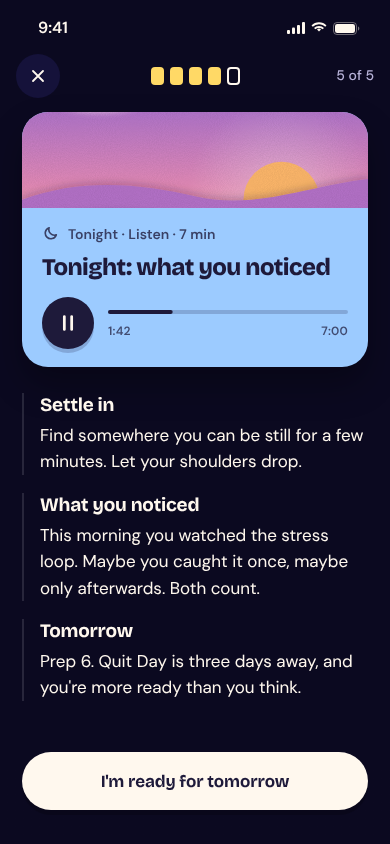 9:41
5 of 5
Tonight · Listen · 7 min
Tonight: what you noticed
1:42
7:00
Settle in
Find somewhere you can be still for a few
minutes. Let your shoulders drop.
What you noticed
This morning you watched the stress
loop. Maybe you caught it once, maybe
only afterwards. Both count.
Tomorrow
Prep 6. Quit Day is three days away, and
you're more ready than you think.
I'm ready for tomorrow